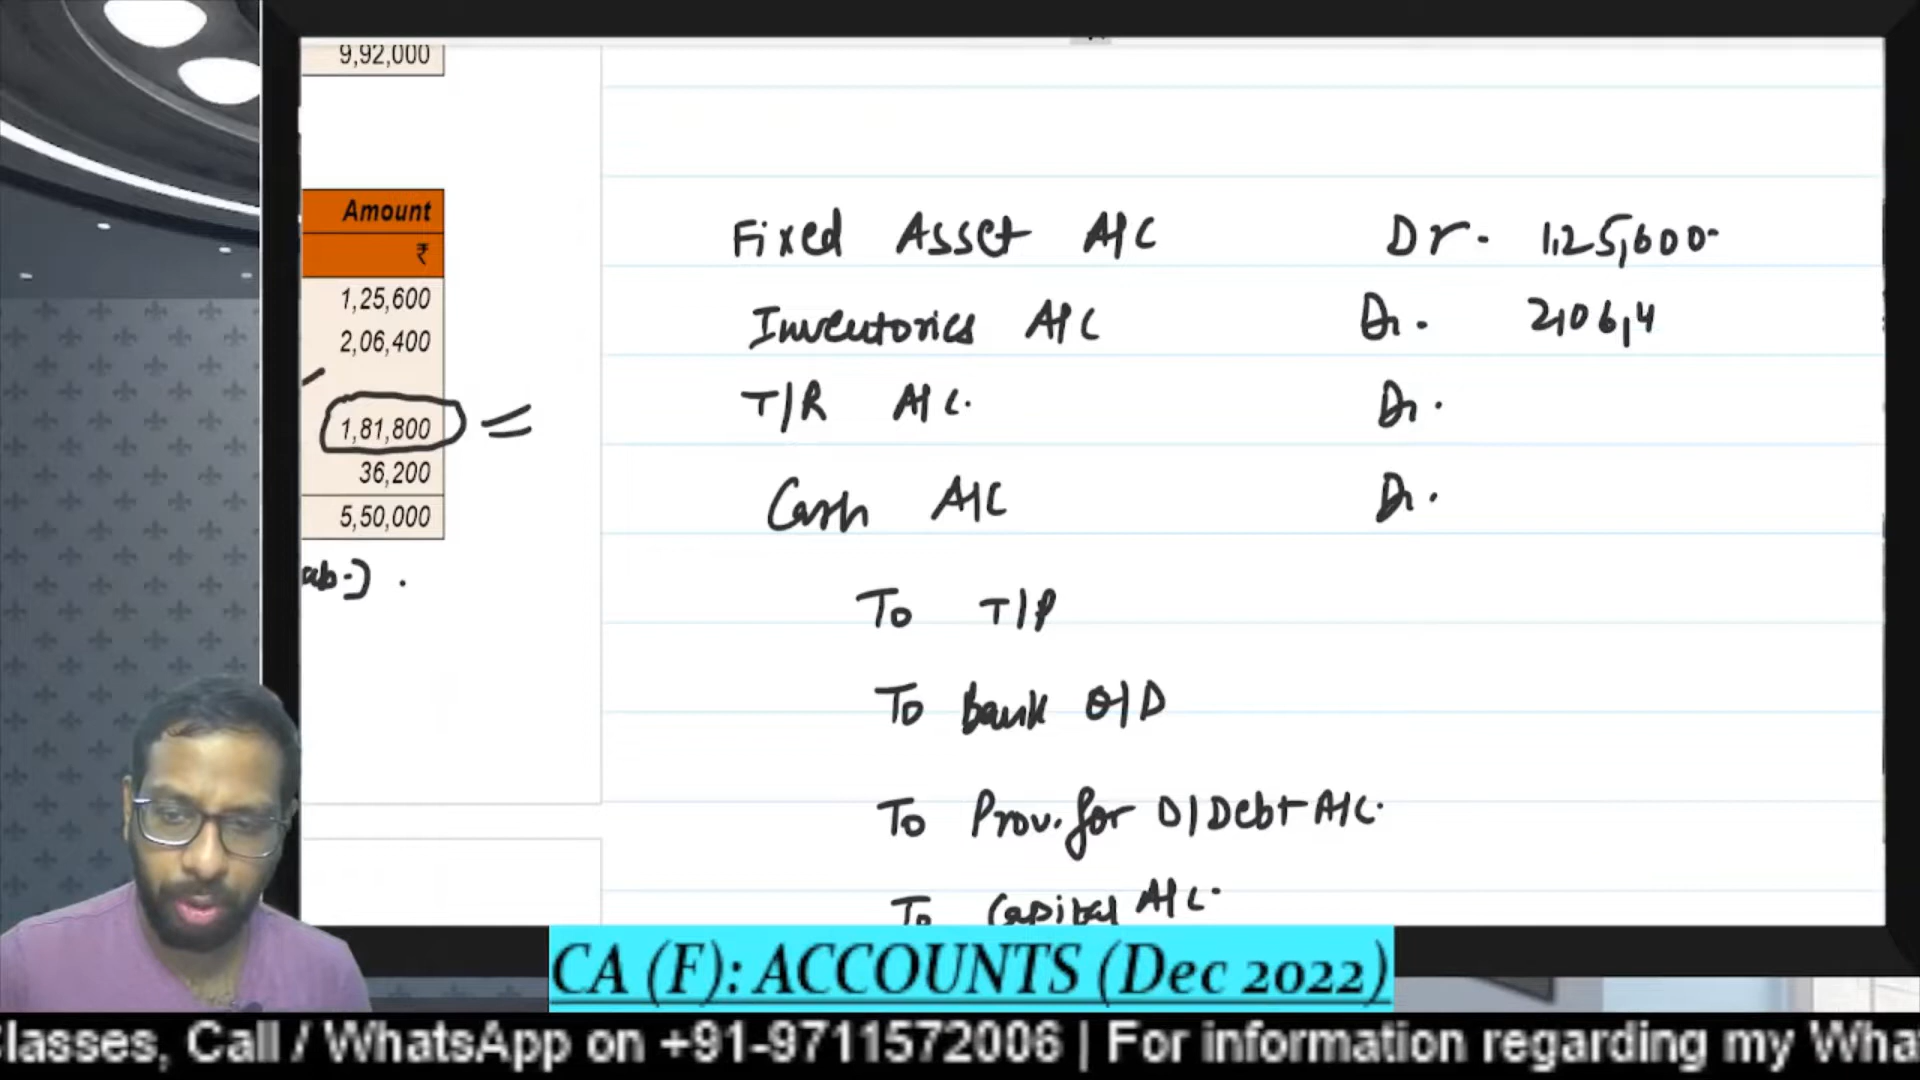 9,92,000
Amount
₹
1,25,600
2,06,400
1,81,800
36,200
5,50,000
Fixed Asset A/C Dr. 1,25,600
Inventories A/C Dr. 2,06,4
T/R A/C. Dr.
Cash A/C Dr.
To T/P
To Bank O/D
To Prov. for D/Debt A/C.
To Capital A/C.
CA (F): ACCOUNTS (Dec 2022)
lasses, Call / WhatsApp on +91-9711572006 | For information regarding my Wha